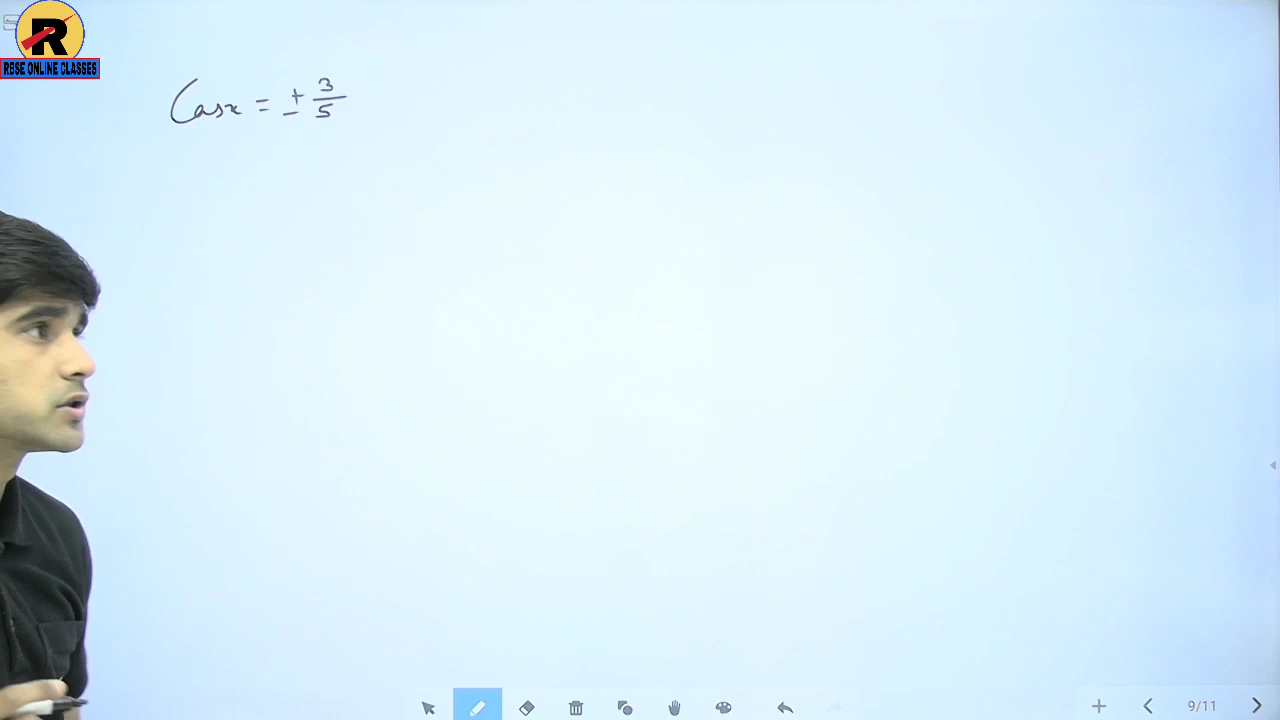 R
RBSE ONLINE CLASSES
Cosx = ± 3/5
9/11